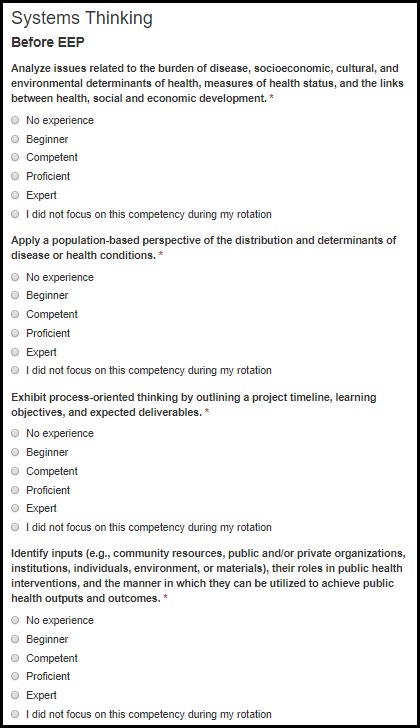 Systems Thinking
Before EEP
Analyze issues related to the burden of disease, socioeconomic, cultural, and
environmental determinants of health, measures of health status, and the links
between health, social and economic development. *
No experience
Beginner
Competent
Proficient
Expert
I did not focus on this competency during my rotation
Apply a population-based perspective of the distribution and determinants of
disease or health conditions. *
No experience
Beginner
Competent
Proficient
Expert
I did not focus on this competency during my rotation
Exhibit process-oriented thinking by outlining a project timeline, learning
objectives, and expected deliverables. *
No experience
Beginner
Competent
Proficient
Expert
I did not focus on this competency during my rotation
Identify inputs (e.g., community resources, public and/or private organizations,
institutions, individuals, environment, or materials), their roles in public health
interventions, and the manner in which they can be utilized to achieve public
health outputs and outcomes. *
No experience
Beginner
Competent
Proficient
Expert
I did not focus on this competency during my rotation